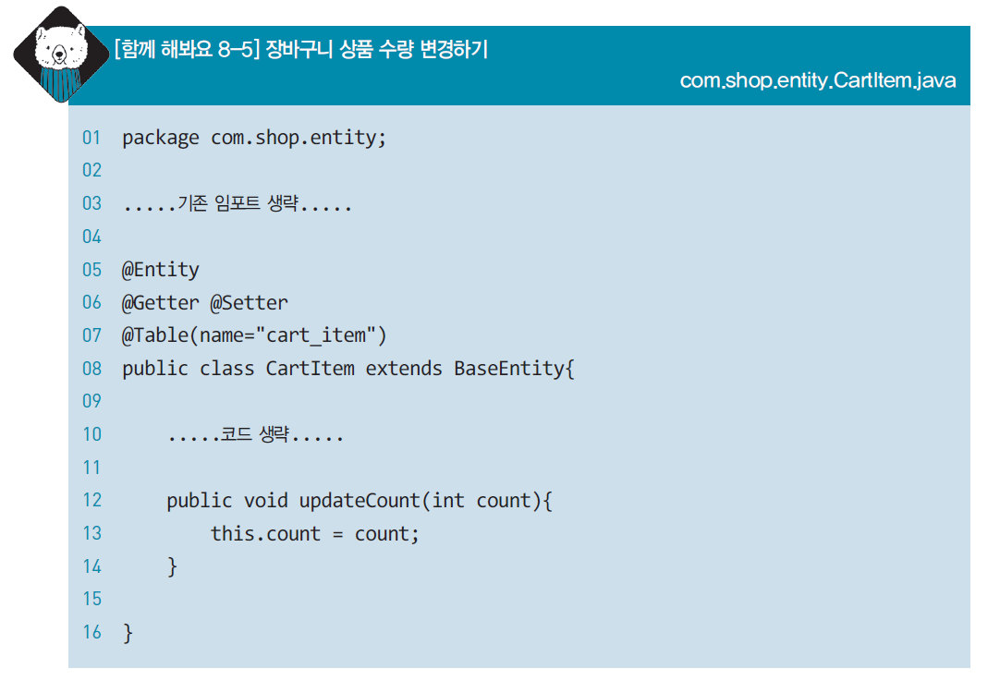 [함께 해봐요 8-5] 장바구니 상품 수량 변경하기
com.shop.entity.CartItem.java
01 package com.shop.entity;
02
03 .....기존 임포트 생략.....
04
05 @Entity
06 @Getter @Setter
07 @Table(name="cart_item")
08 public class CartItem extends BaseEntity{
09
10     .....코드 생략.....
11
12     public void updateCount(int count){
13         this.count = count;
14     }
15
16 }